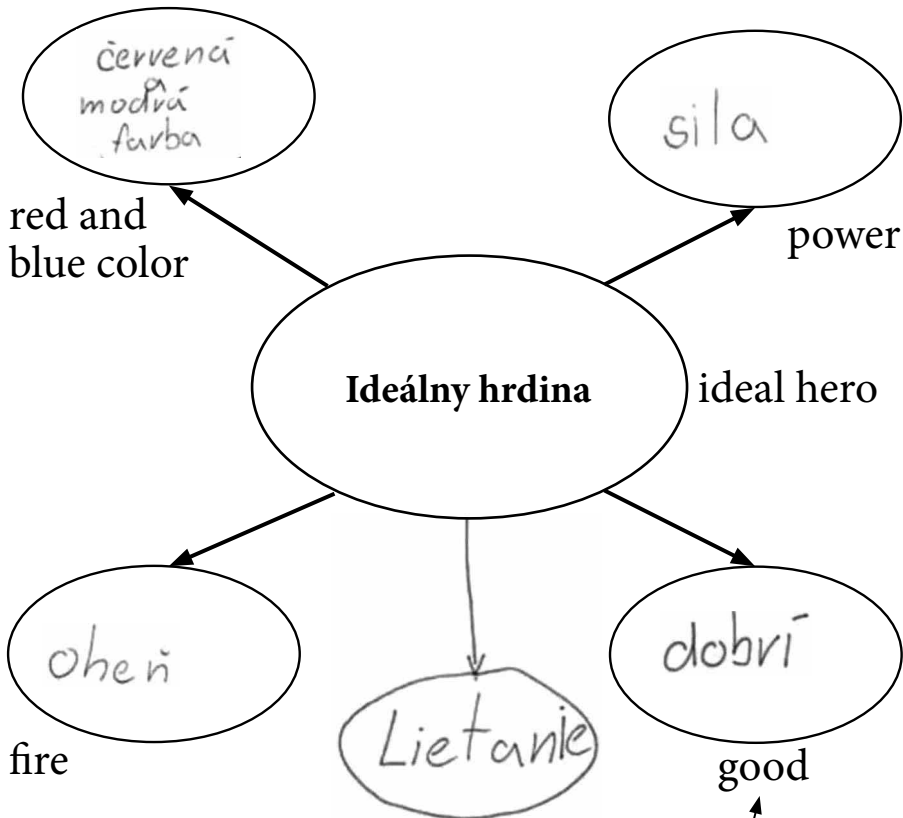 červená
a
modrá
farba
red and
blue color
sila
power
Ideálny hrdina
ideal hero
oheň
fire
Lietanie
dobrí
good